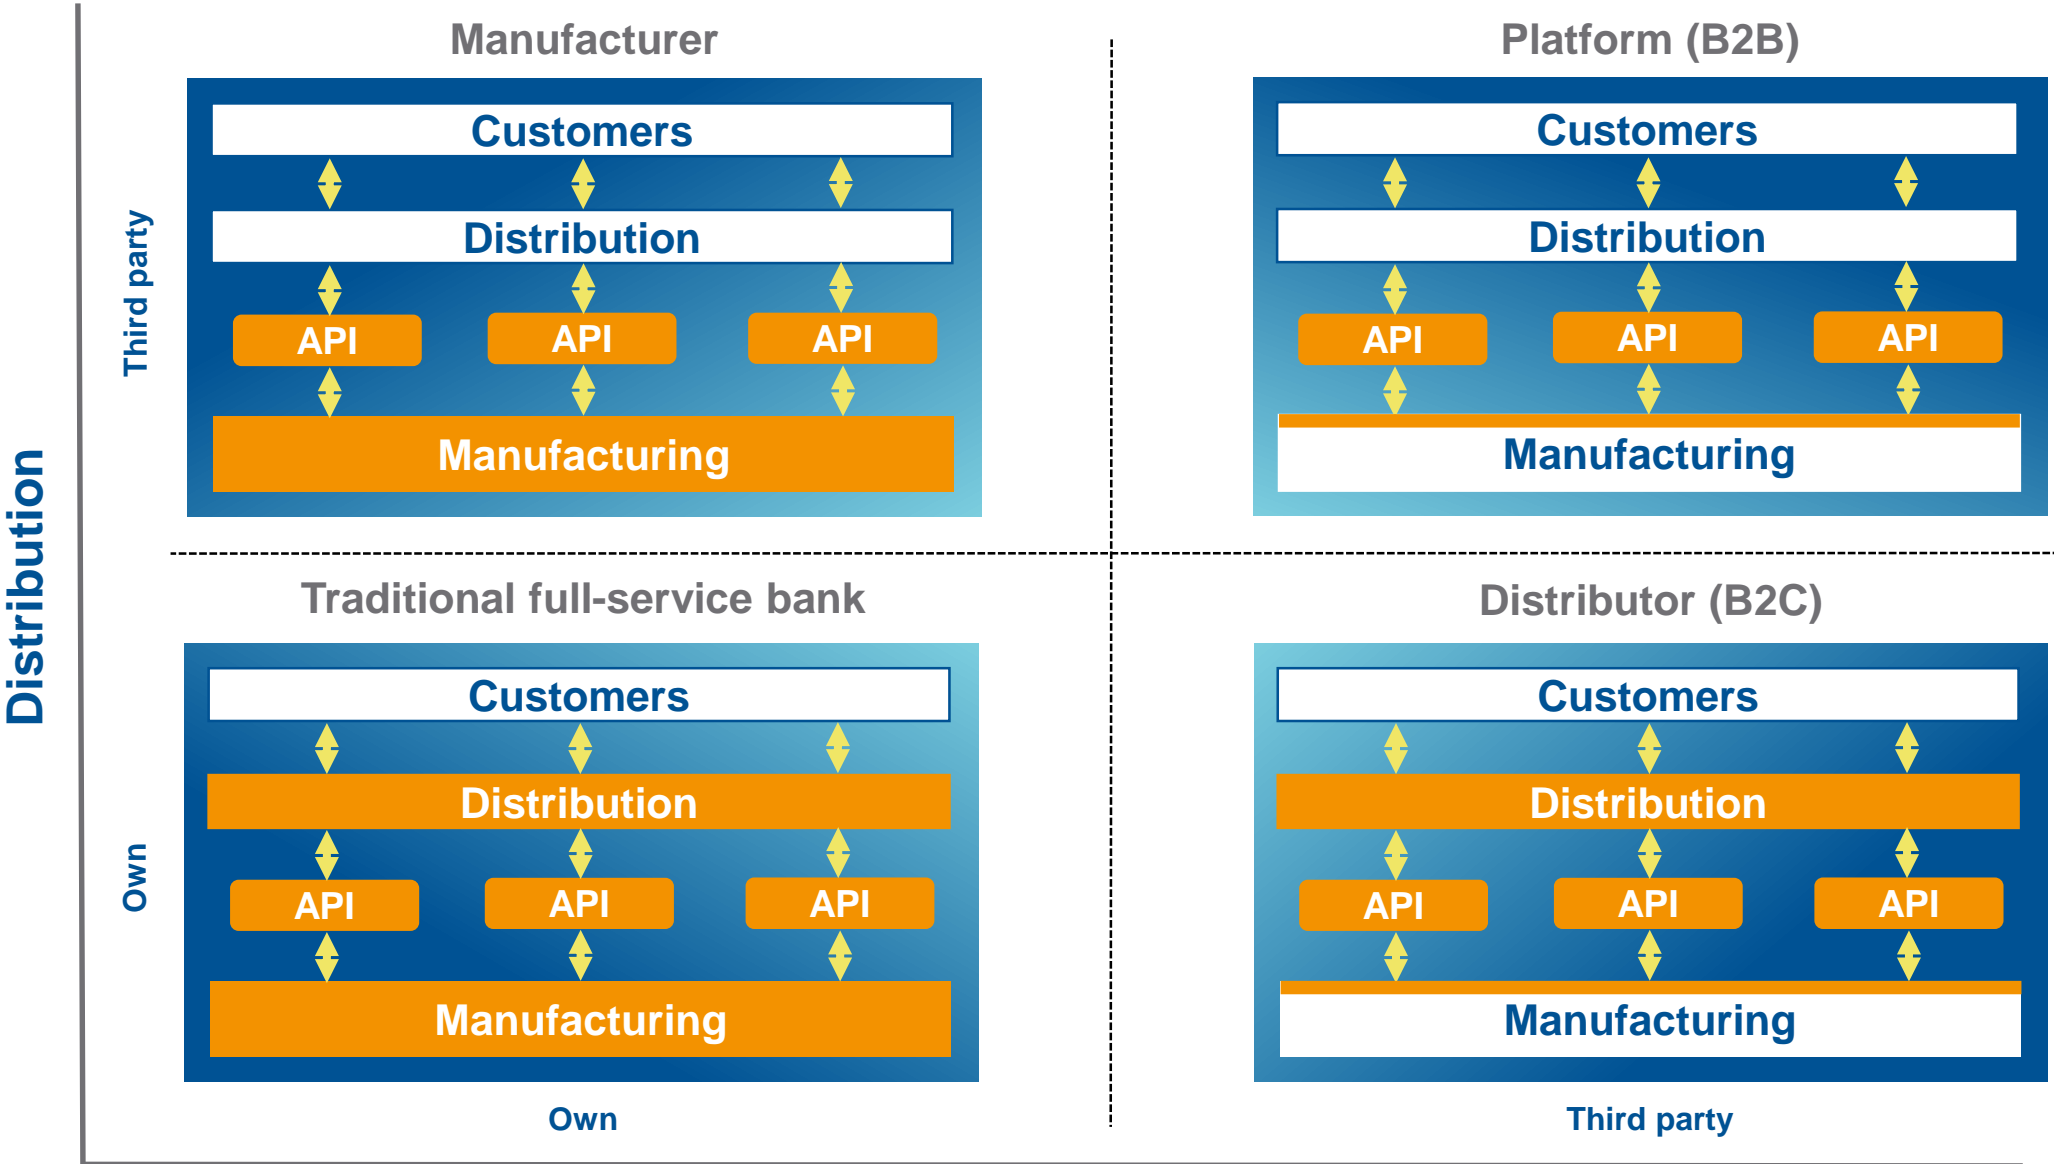 Manufacturer
Customers
Distribution
API API API
Manufacturing
Platform (B2B)
Customers
Distribution
API API API
Manufacturing
Third party
Distribution
Traditional full-service bank
Customers
Distribution
API API API
Manufacturing
Distributor (B2C)
Customers
Distribution
API API API
Manufacturing
Own
Own
Third party